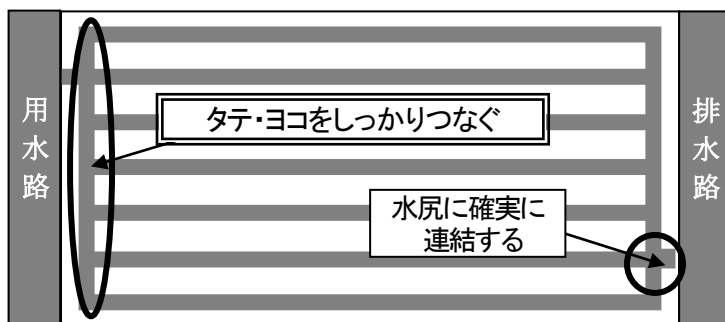 用水路
タテ・ヨコをしっかりつなぐ
水尻に確実に
連結する
排水路